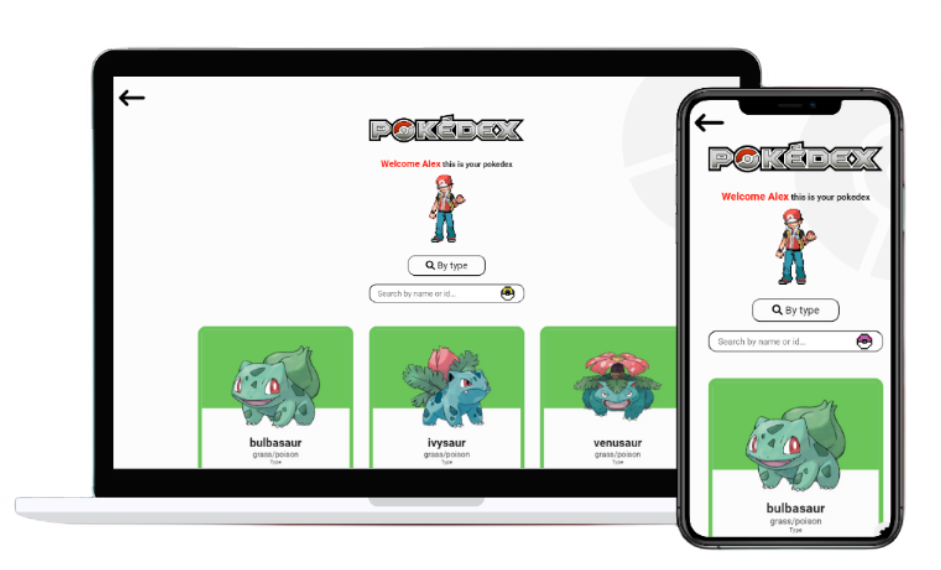 POKÉDEX
Welcome Alex this is your pokedex
By type
Search by name or id...
bulbasaur
grass/poison
Type
ivysaur
grass/poison
Type
venusaur
grass/poison
Type
POKÉDEX
Welcome Alex this is your pokedex
By type
Search by name or id...
bulbasaur
grass/poison
Type